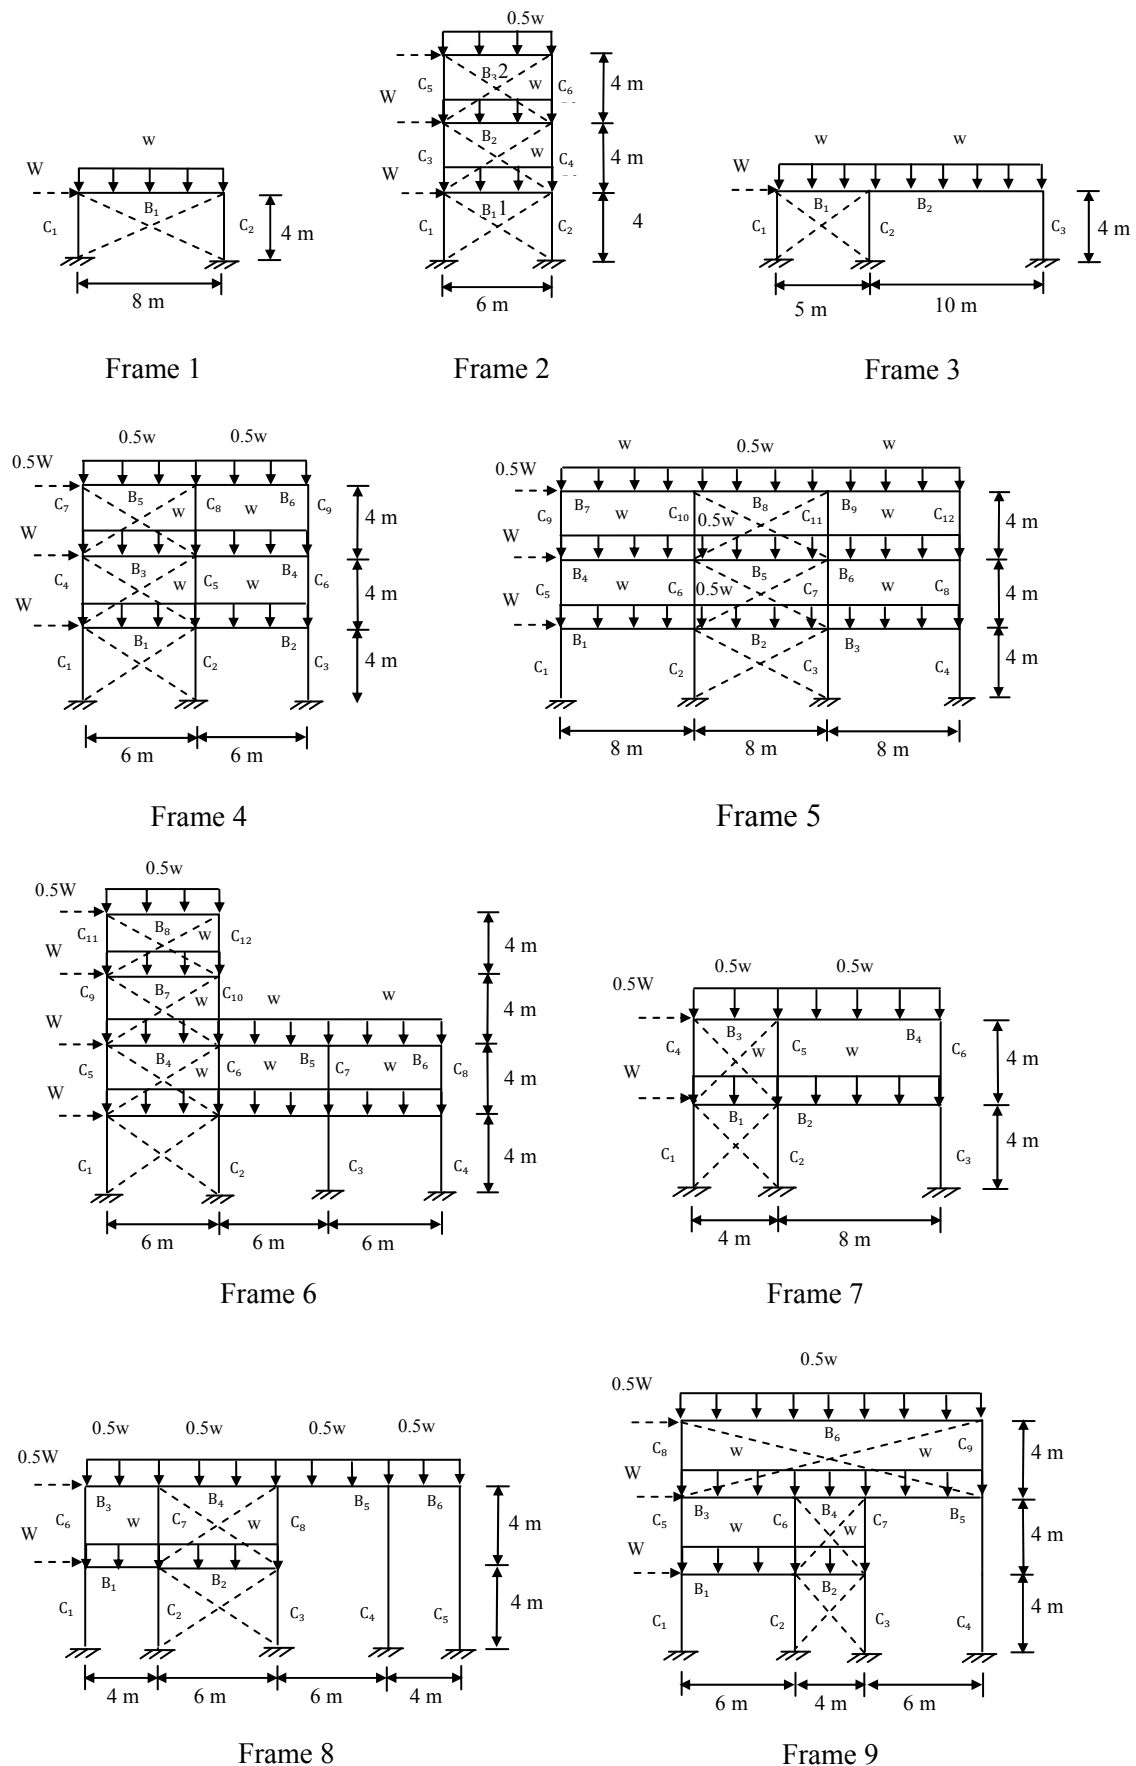 w
W
B₁
C₁
C₂
4 m
8 m
Frame 1
0.5w
B₃2
w
C₅
C₆
4 m
W
B₂
w
C₃
C₄
4 m
W
B₁1
C₁
C₂
4
6 m
Frame 2
w w
W
B₁ B₂
C₁ C₂ C₃
4 m
5 m 10 m
Frame 3
0.5w 0.5w
0.5W
C₇ B₅ w C₈ w B₆ C₉
4 m
W
C₄ B₃ w C₅ w B₄ C₆
4 m
W
C₁ B₁ C₂ B₂ C₃
4 m
6 m 6 m
Frame 4
w 0.5w w
0.5W
C₉ B₇ w C₁₀ 0.5w B₈ C₁₁ B₉ w C₁₂
4 m
W
C₅ B₄ w C₆ 0.5w B₅ C₇ B₆ w C₈
4 m
W
C₁ B₁ C₂ B₂ C₃ B₃ C₄
4 m
8 m 8 m 8 m
Frame 5
0.5w
0.5W
C₁₁ B₈ w C₁₂
4 m
W
C₉ B₇ w C₁₀ w w
4 m
W
C₅ B₄ w C₆ w B₅ C₇ w B₆ C₈
4 m
W
C₁ C₂ C₃ C₄
4 m
6 m 6 m 6 m
Frame 6
0.5w 0.5w
0.5W
C₄ B₃ w C₅ w B₄ C₆
4 m
W
C₁ B₁ C₂ B₂ C₃
4 m
4 m 8 m
Frame 7
0.5w 0.5w 0.5w 0.5w
0.5W
B₃ B₄ B₅ B₆
C₆ w C₇ w C₈
4 m
W
B₁ B₂
C₁ C₂ C₃ C₄ C₅
4 m
4 m 6 m 6 m 4 m
Frame 8
0.5w
0.5W
C₈ w B₆ w C₉
4 m
W
C₅ B₃ w C₆ B₄ w C₇ B₅
4 m
W
C₁ B₁ C₂ B₂ C₃ C₄
4 m
6 m 4 m 6 m
Frame 9